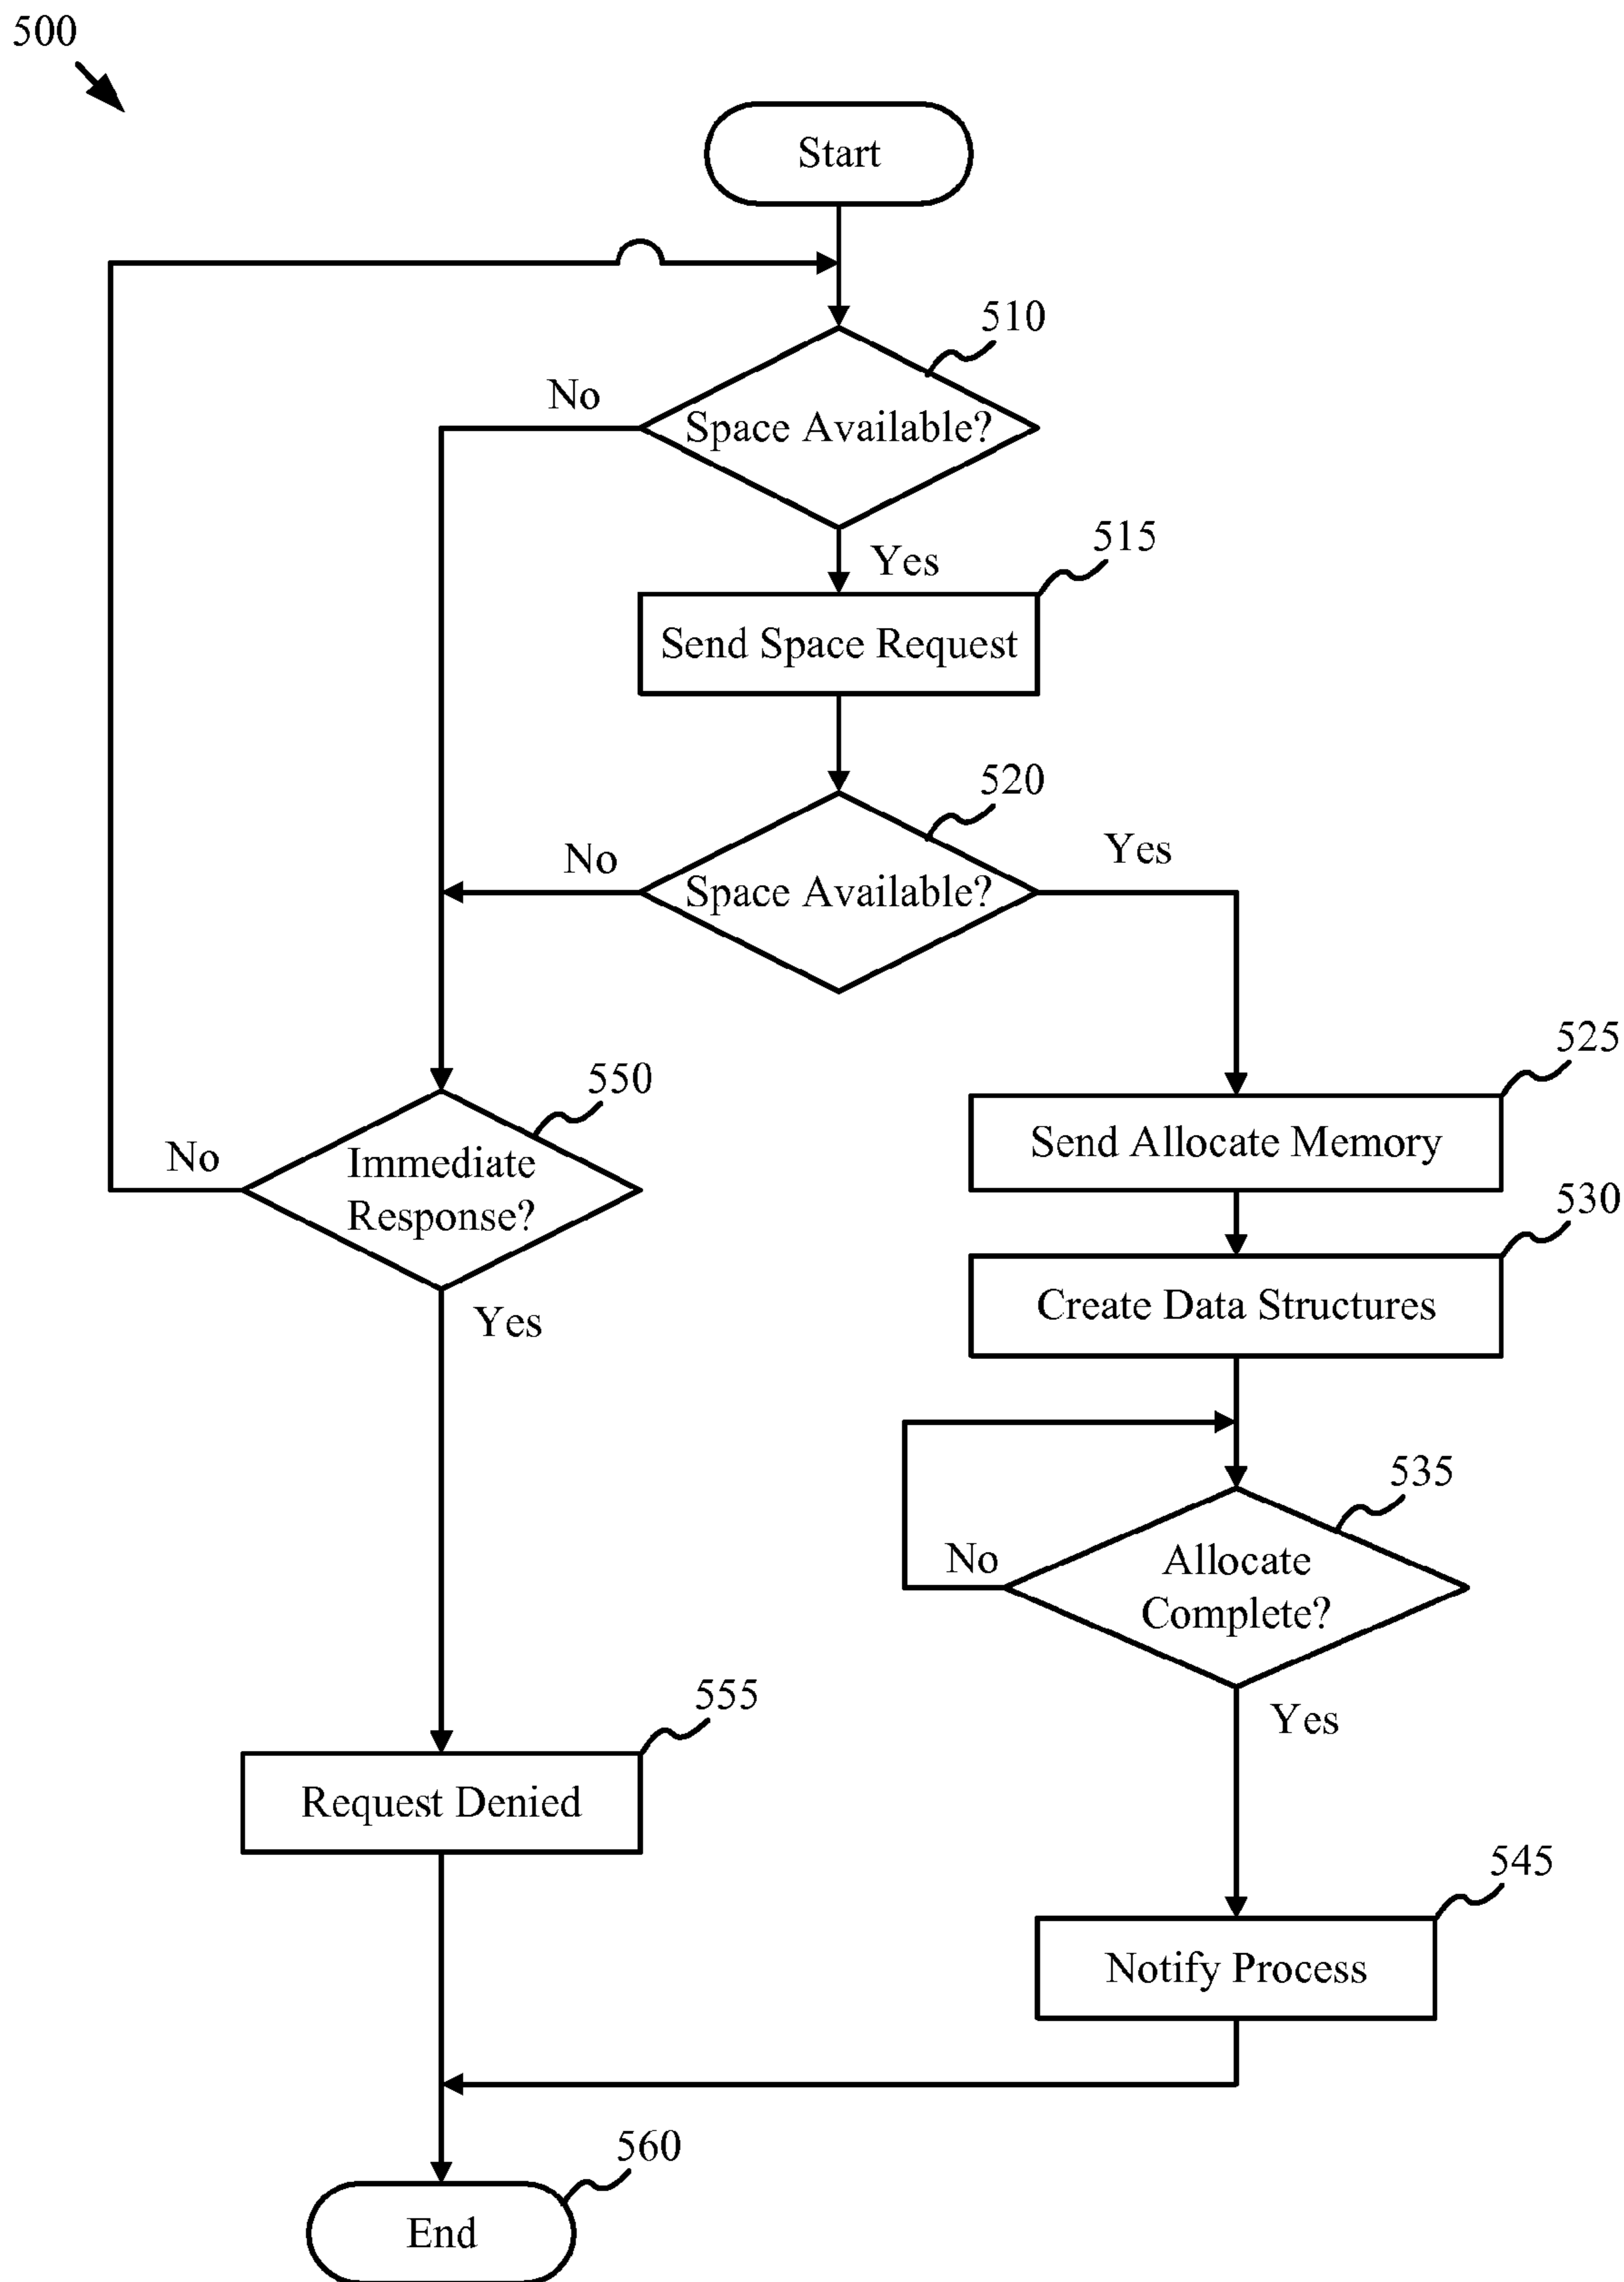 500
Start
510
No
Space Available?
Yes
515
Send Space Request
520
No
Yes
Space Available?
525
Send Allocate Memory
550
No
Immediate
Response?
Yes
530
Create Data Structures
535
No
Allocate
Complete?
Yes
555
Request Denied
545
Notify Process
560
End